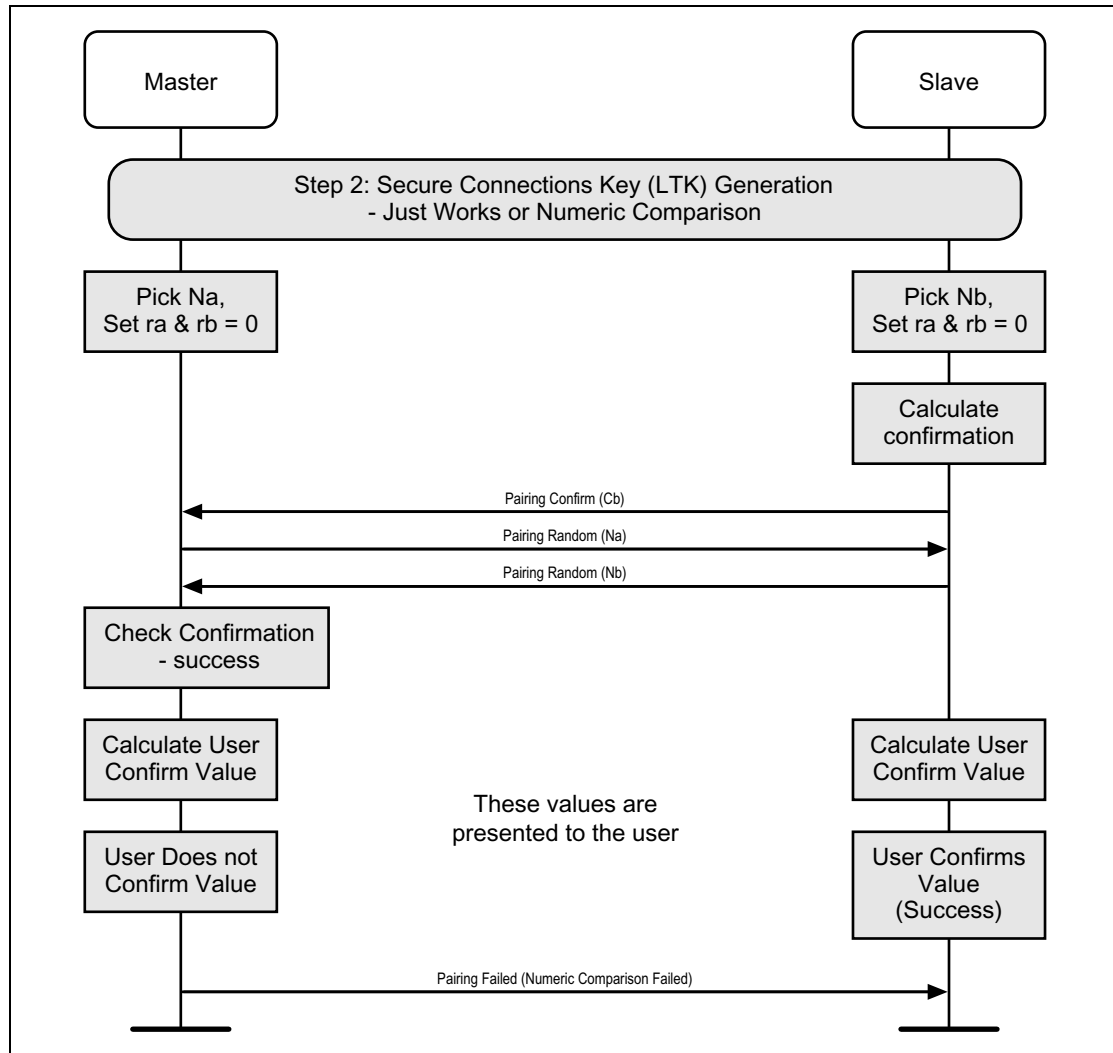 Master
Slave
Step 2: Secure Connections Key (LTK) Generation
- Just Works or Numeric Comparison
Pick Na,
Set ra & rb = 0
Pick Nb,
Set ra & rb = 0
Calculate
confirmation
Pairing Confirm (Cb)
Pairing Random (Na)
Pairing Random (Nb)
Check Confirmation
- success
Calculate User
Confirm Value
Calculate User
Confirm Value
These values are
presented to the user
User Does not
Confirm Value
User Confirms
Value
(Success)
Pairing Failed (Numeric Comparison Failed)